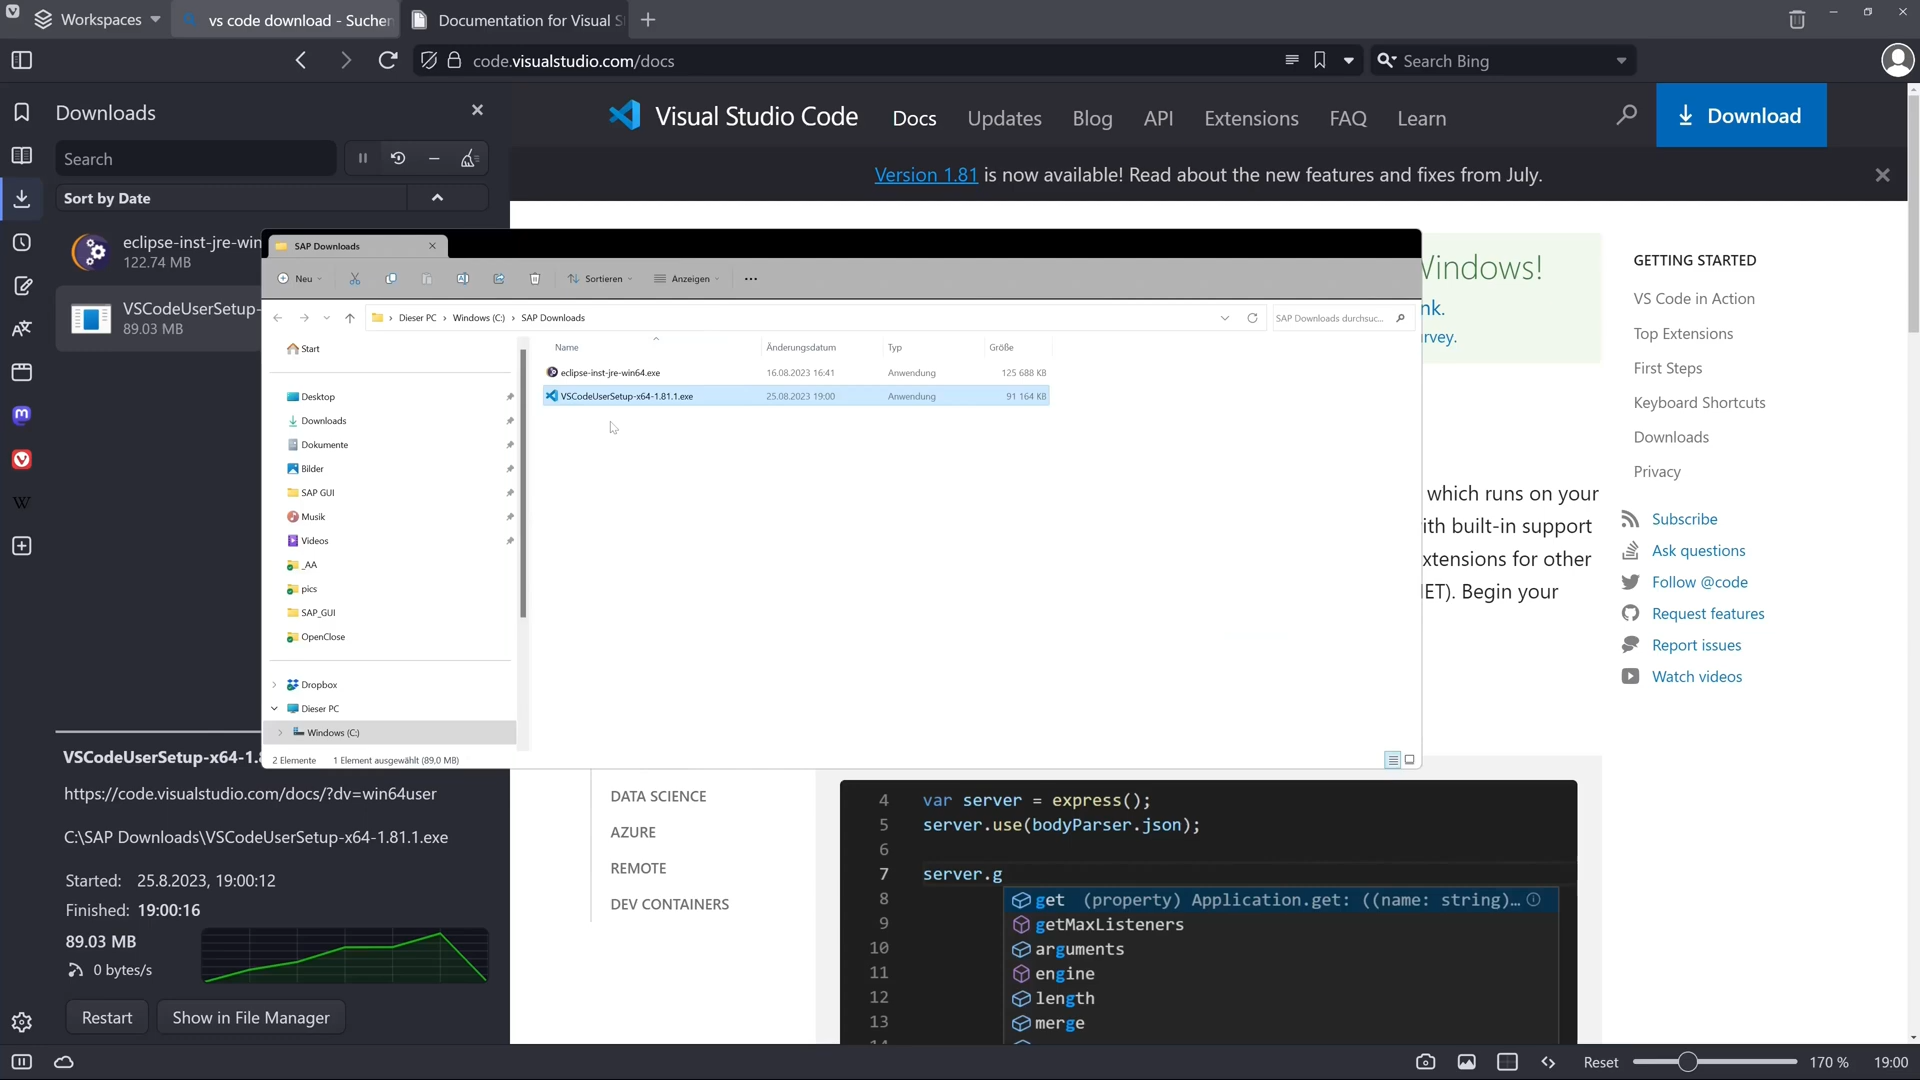 Workspaces
vs code download - Suchen
Documentation for Visual S
code.visualstudio.com/docs
Search Bing
Downloads
Search
Sort by Date
eclipse-inst-jre-win
122.74 MB
VSCodeUserSetup-
89.03 MB
Visual Studio Code
Docs
Updates
Blog
API
Extensions
FAQ
Learn
Download
Version 1.81 is now available! Read about the new features and fixes from July.
SAP Downloads
Neu
Sortieren
Anzeigen
Dieser PC
Windows (C:)
SAP Downloads
SAP Downloads durchsuc...
Start
Desktop
Downloads
Dokumente
Bilder
SAP GUI
Musik
Videos
_AA
pics
SAP_GUI
OpenClose
Dropbox
Dieser PC
Windows (C:)
Name Änderungsdatum Typ Größe
eclipse-inst-jre-win64.exe 16.08.2023 16:41 Anwendung 125 688 KB
VSCodeUserSetup-x64-1.81.1.exe 25.08.2023 19:00 Anwendung 91 164 KB
2 Elemente 1 Element ausgewählt (89,0 MB)
Windows!
nk.
rvey.
which runs on your
ith built-in support
xtensions for other
ET). Begin your
GETTING STARTED
VS Code in Action
Top Extensions
First Steps
Keyboard Shortcuts
Downloads
Privacy
Subscribe
Ask questions
Follow @code
Request features
Report issues
Watch videos
VSCodeUserSetup-x64-1.8
https://code.visualstudio.com/docs/?dv=win64user
C:\SAP Downloads\VSCodeUserSetup-x64-1.81.1.exe
Started: 25.8.2023, 19:00:12
Finished: 19:00:16
89.03 MB
0 bytes/s
Restart
Show in File Manager
DATA SCIENCE
AZURE
REMOTE
DEV CONTAINERS
4 var server = express();
5 server.use(bodyParser.json);
6
7 server.g
8 get (property) Application.get: ((name: string)…
9 getMaxListeners
10 arguments
11 engine
12 length
13 merge
Reset
170 %
19:00